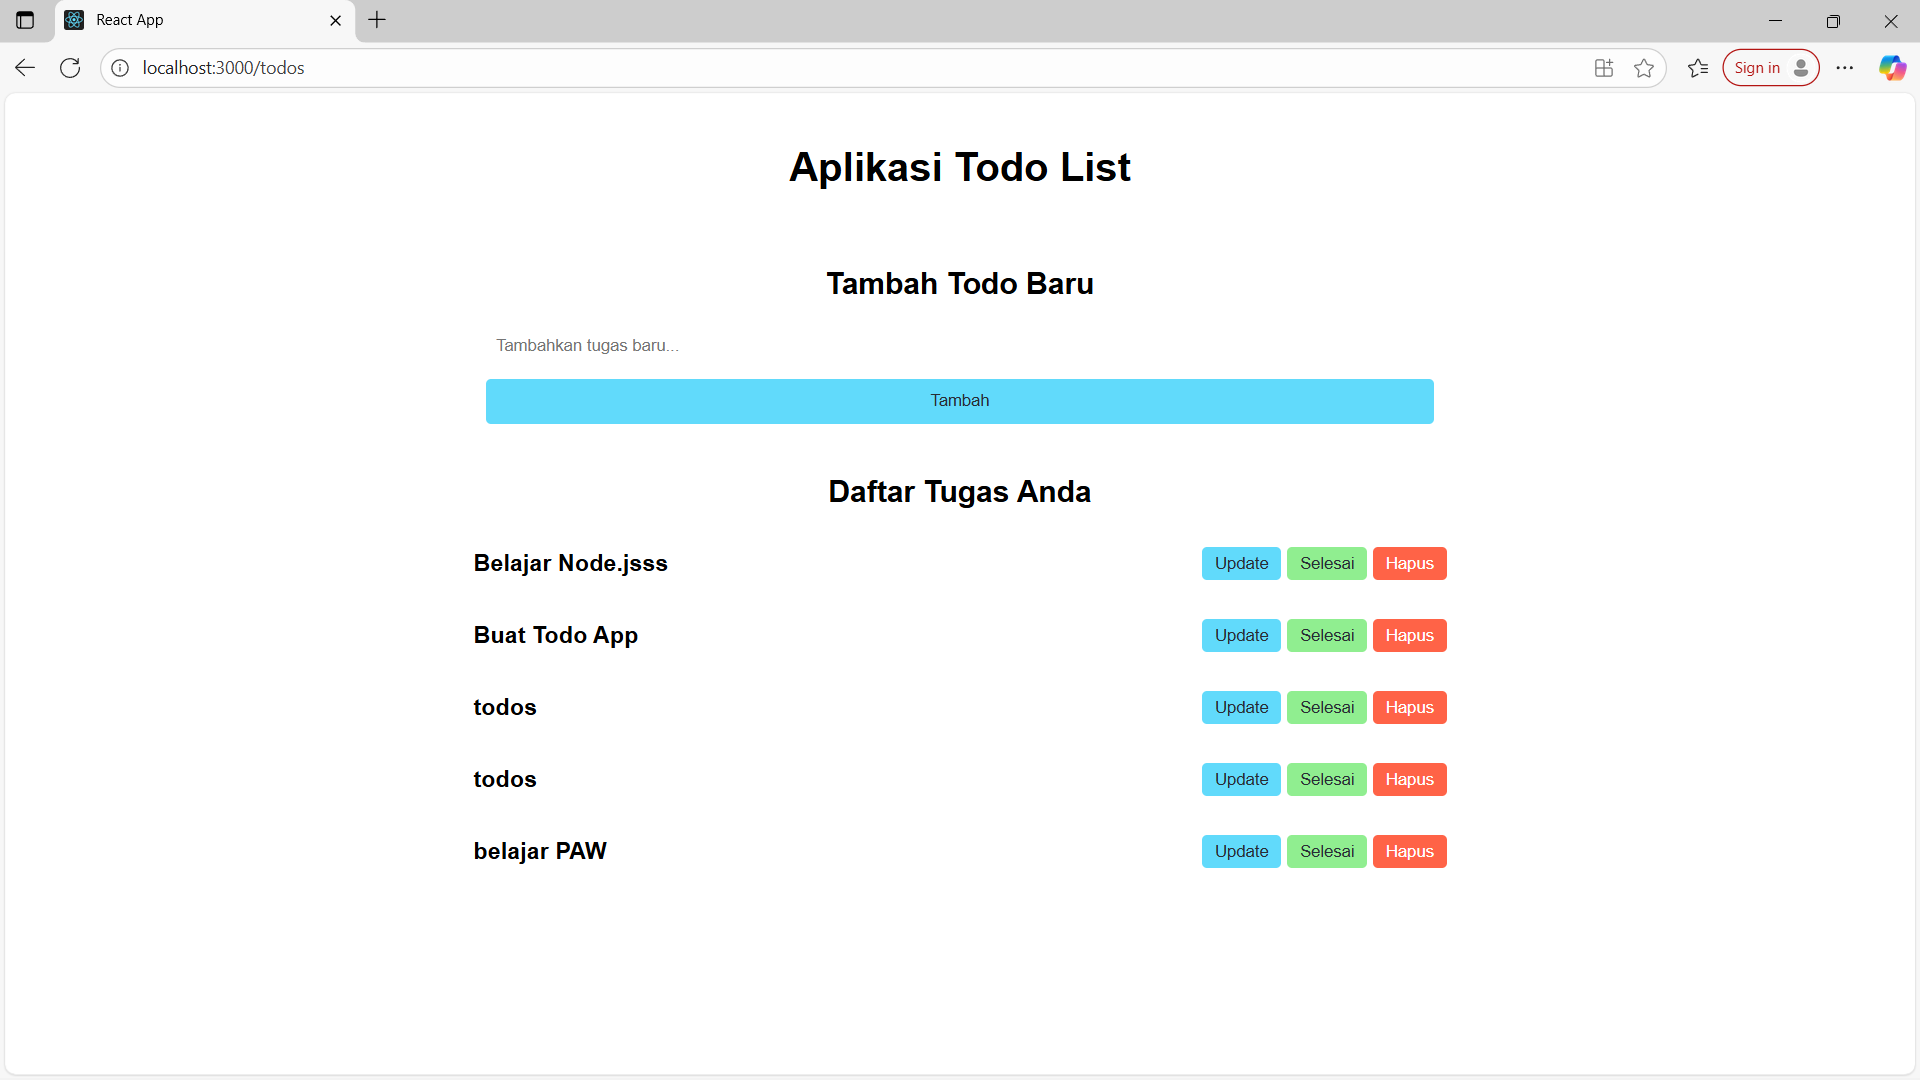 React App
localhost:3000/todos
Sign in
Aplikasi Todo List
Tambah Todo Baru
Tambahkan tugas baru...
Tambah
Daftar Tugas Anda
Belajar Node.jsss Update Selesai Hapus
Buat Todo App Update Selesai Hapus
todos Update Selesai Hapus
todos Update Selesai Hapus
belajar PAW Update Selesai Hapus